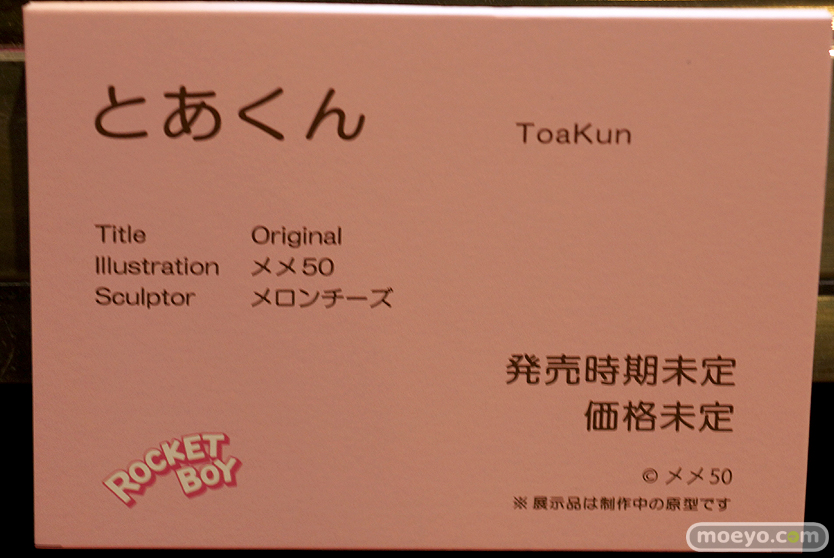 とあくん ToaKun
Title Original
Illustration メメ50
Sculptor メロンチーズ
発売時期未定
価格未定
ROCKET
BOY
© メメ50
※ 展示品は制作中の原型です
moeyo.com